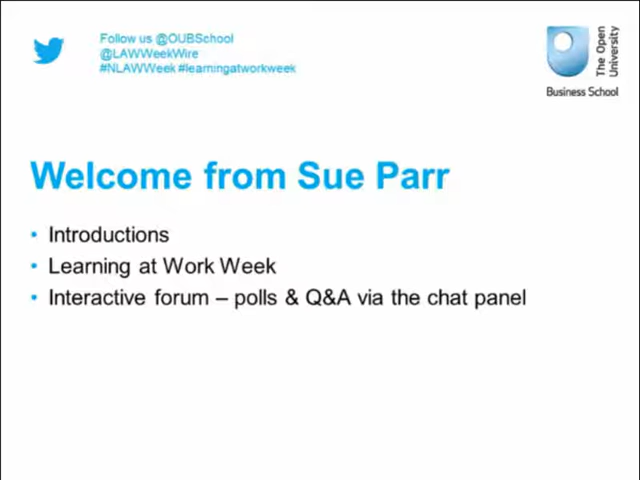 Follow us @OUBSchool
@LAWWeekWire
#NLAWWeek #learningatworkweek
The Open
University
Business School
Welcome from Sue Parr
• Introductions
• Learning at Work Week
• Interactive forum – polls & Q&A via the chat panel